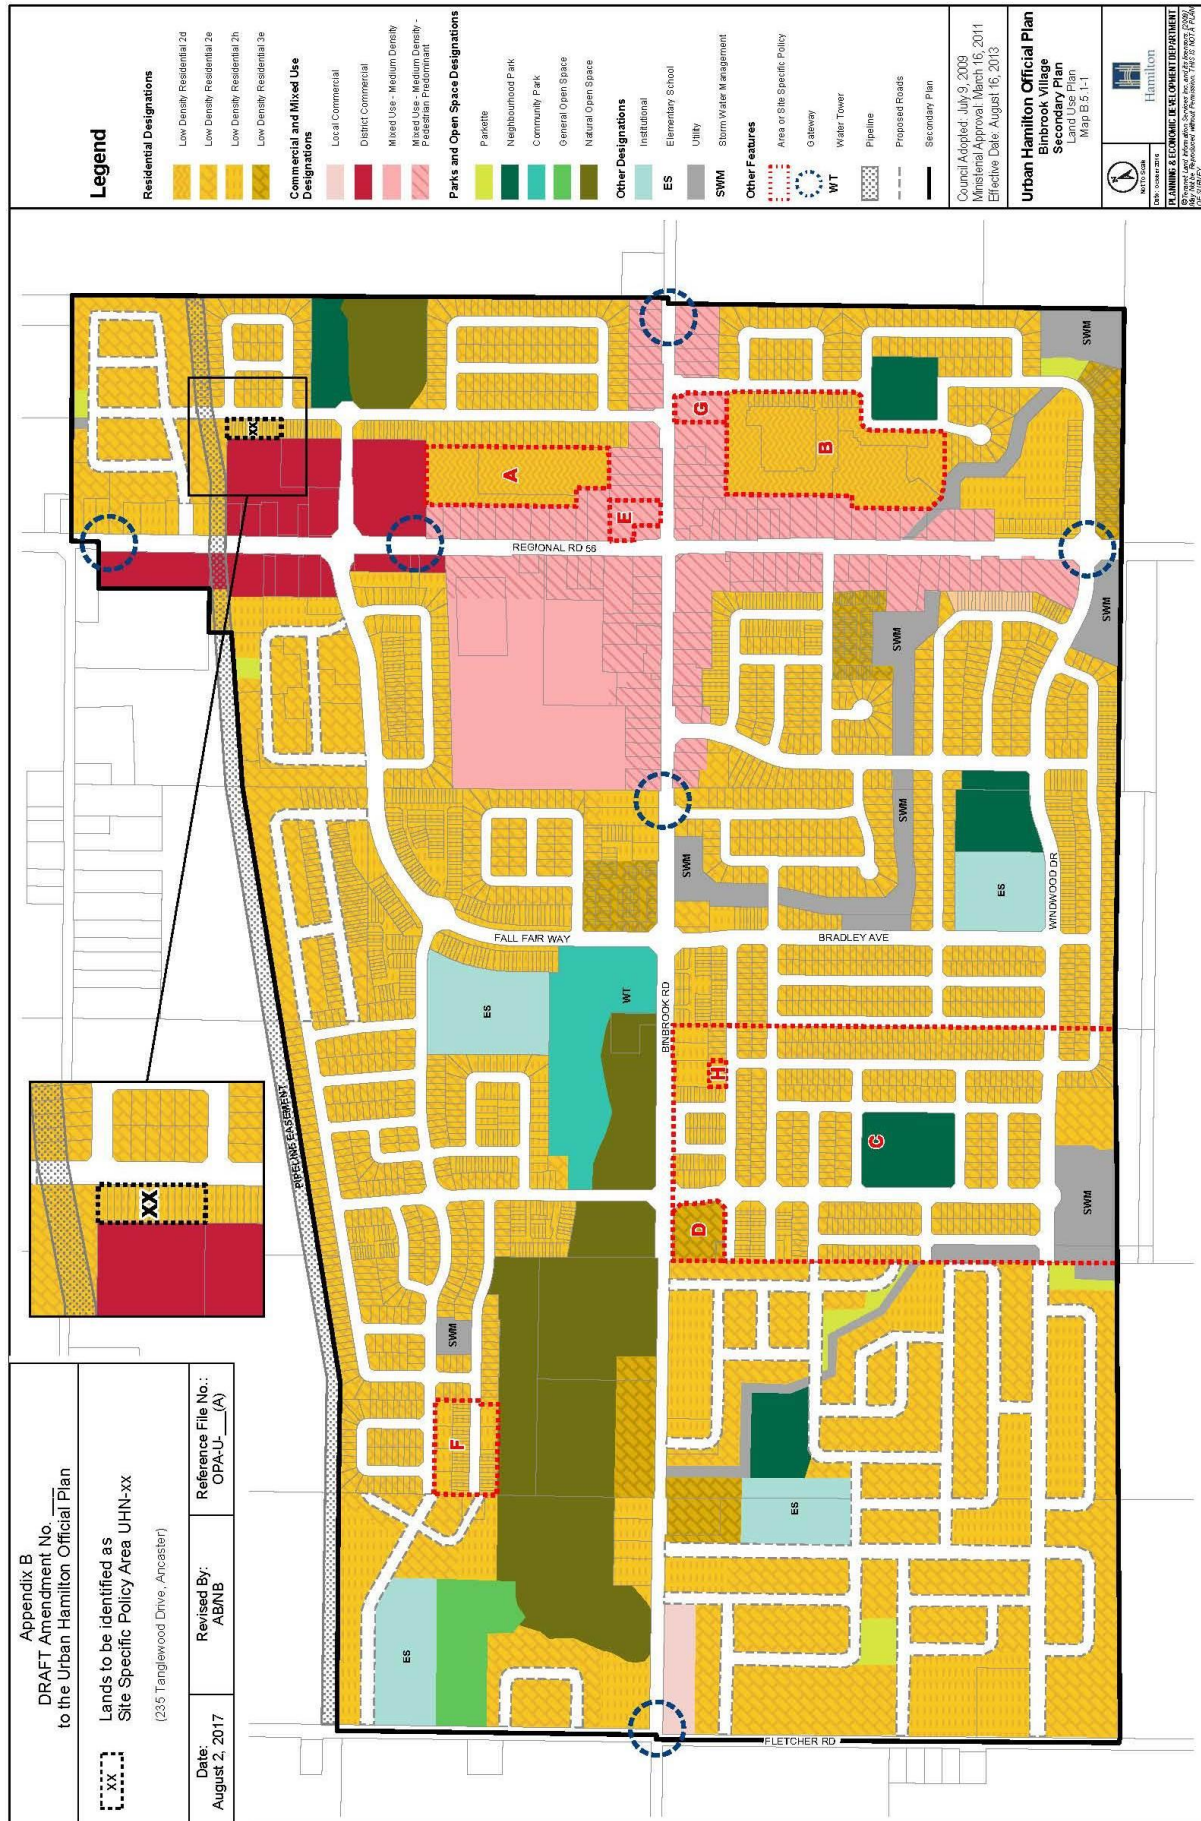 Appendix B
DRAFT Amendment No. ____
to the Urban Hamilton Official Plan
XX
Lands to be identified as
Site Specific Policy Area UHN-xx
(235 Tanglewood Drive, Ancaster)
Date:
August 2, 2017
Revised By:
AB/NB
Reference File No.:
OPA-U-___(A)
XX
XX
PIPELINE EASEMENT
REGIONAL RD 56
FALL FAIR WAY
BRADLEY AVE
BINBROOK RD
WINDWOOD DR
FLETCHER RD
A
B
C
D
E
F
G
H
ES
ES
ES
ES
WT
SWM
SWM
SWM
SWM
SWM
SWM
SWM
Legend
Residential Designations
Low Density Residential 2d
Low Density Residential 2e
Low Density Residential 2h
Low Density Residential 3e
Commercial and Mixed Use
Designations
Local Commercial
District Commercial
Mixed Use - Medium Density
Mixed Use - Medium Density -
Pedestrian Predominant
Parks and Open Space Designations
Parkette
Neighbourhood Park
Community Park
General Open Space
Natural Open Space
Other Designations
Institutional
ES
Elementary School
Utility
SWM
Storm Water Management
Other Features
Area or Site Specific Policy
Gateway
WT
Water Tower
Pipeline
Proposed Roads
Secondary Plan
Council Adopted: July 9, 2009
Ministerial Approval: March 16, 2011
Effective Date: August 16, 2013
Urban Hamilton Official Plan
Binbrook Village
Secondary Plan
Land Use Plan
Map B.5.1-1
Not To Scale
Date: October 2016
Hamilton
PLANNING & ECONOMIC DEVELOPMENT DEPARTMENT